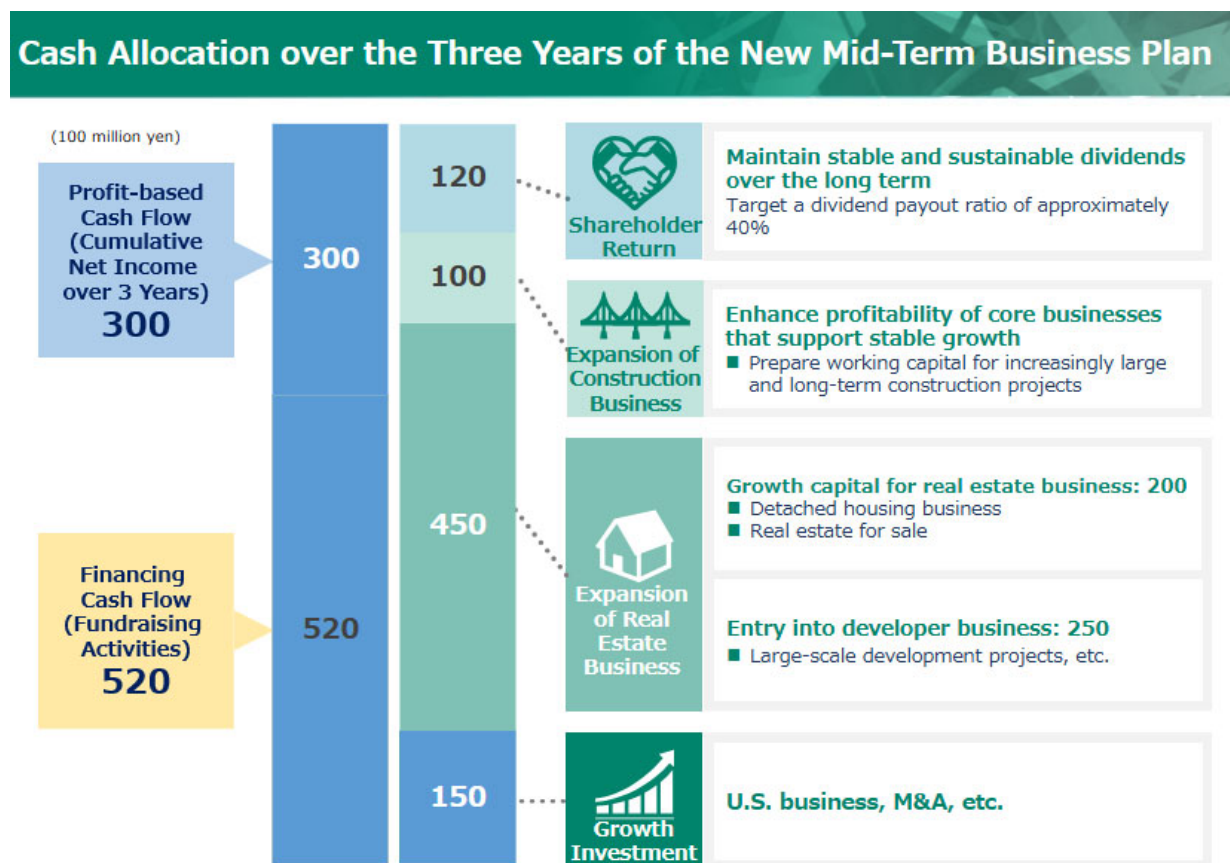 Cash Allocation over the Three Years of the New Mid-Term Business Plan
(100 million yen)
Profit-based
Cash Flow
(Cumulative
Net Income
over 3 Years)
300
Financing
Cash Flow
(Fundraising
Activities)
520
300
520
120
100
450
150
Shareholder
Return
Maintain stable and sustainable dividends
over the long term
Target a dividend payout ratio of approximately
40%
Expansion of
Construction
Business
Enhance profitability of core businesses
that support stable growth
■ Prepare working capital for increasingly large
and long-term construction projects
Expansion
of Real
Estate
Business
Growth capital for real estate business: 200
■ Detached housing business
■ Real estate for sale
Entry into developer business: 250
■ Large-scale development projects, etc.
Growth
Investment
U.S. business, M&A, etc.